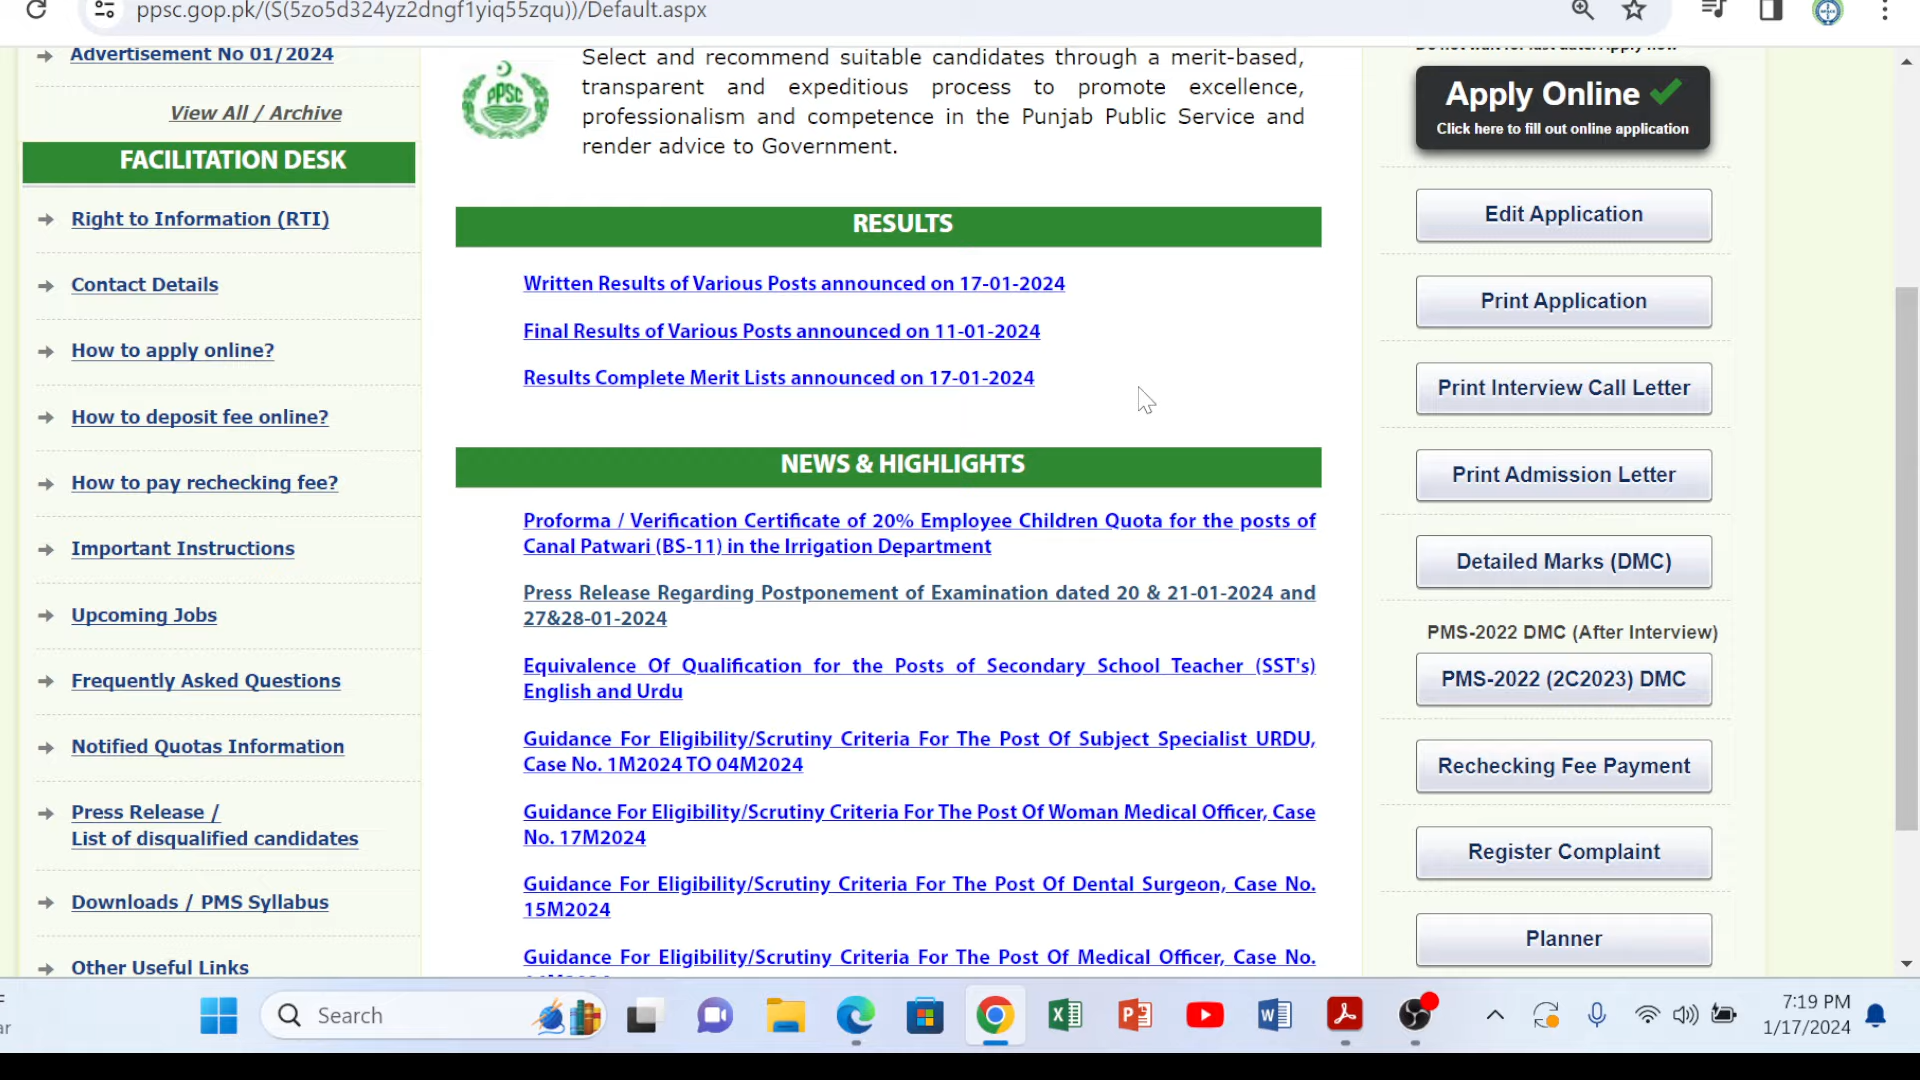 ppsc.gop.pk/(S(5zo5d324yz2dngf1yiq55zqu))/Default.aspx
Advertisement No 01/2024
View All / Archive
FACILITATION DESK
Right to Information (RTI)
Contact Details
How to apply online?
How to deposit fee online?
How to pay rechecking fee?
Important Instructions
Upcoming Jobs
Frequently Asked Questions
Notified Quotas Information
Press Release /
List of disqualified candidates
Downloads / PMS Syllabus
Other Useful Links
PPSC
Select and recommend suitable candidates through a merit-based,
transparent and expeditious process to promote excellence,
professionalism and competence in the Punjab Public Service and
render advice to Government.
RESULTS
Written Results of Various Posts announced on 17-01-2024
Final Results of Various Posts announced on 11-01-2024
Results Complete Merit Lists announced on 17-01-2024
NEWS & HIGHLIGHTS
Proforma / Verification Certificate of 20% Employee Children Quota for the posts of
Canal Patwari (BS-11) in the Irrigation Department
Press Release Regarding Postponement of Examination dated 20 & 21-01-2024 and
27&28-01-2024
Equivalence Of Qualification for the Posts of Secondary School Teacher (SST's)
English and Urdu
Guidance For Eligibility/Scrutiny Criteria For The Post Of Subject Specialist URDU,
Case No. 1M2024 TO 04M2024
Guidance For Eligibility/Scrutiny Criteria For The Post Of Woman Medical Officer, Case
No. 17M2024
Guidance For Eligibility/Scrutiny Criteria For The Post Of Dental Surgeon, Case No.
15M2024
Guidance For Eligibility/Scrutiny Criteria For The Post Of Medical Officer, Case No.
Apply Online
Click here to fill out online application
Edit Application
Print Application
Print Interview Call Letter
Print Admission Letter
Detailed Marks (DMC)
PMS-2022 DMC (After Interview)
PMS-2022 (2C2023) DMC
Rechecking Fee Payment
Register Complaint
Planner
Search
7:19 PM
1/17/2024